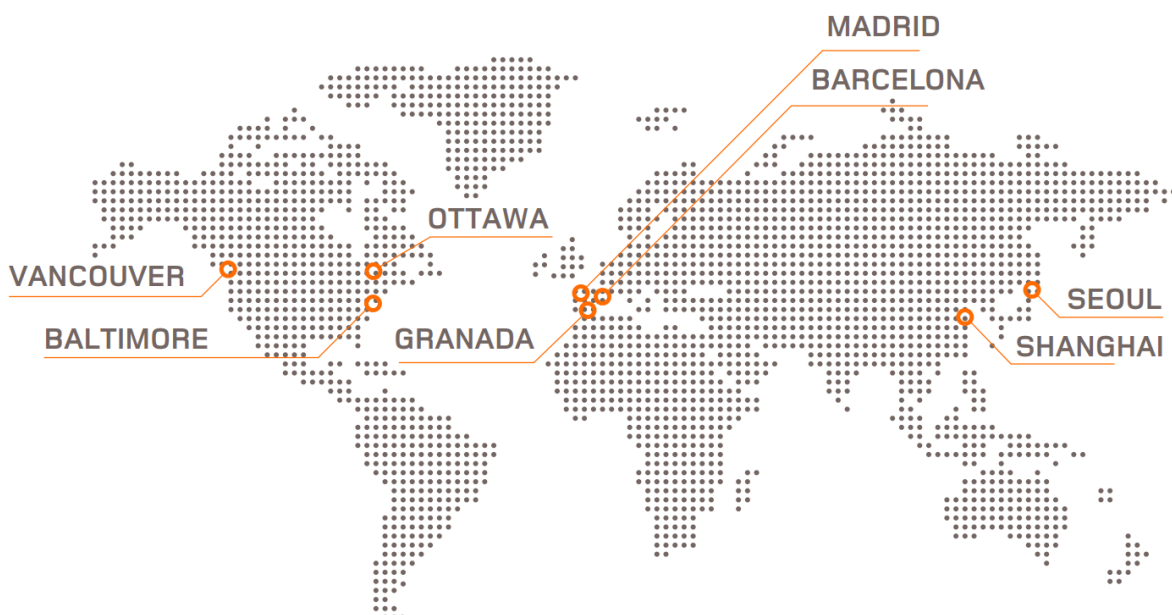 MADRID
BARCELONA
OTTAWA
VANCOUVER
BALTIMORE
GRANADA
SEOUL
SHANGHAI